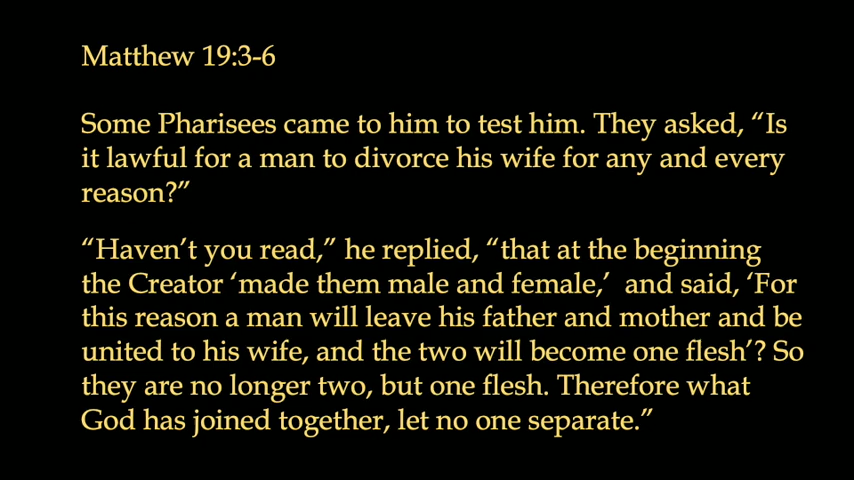 Matthew 19:3-6
Some Pharisees came to him to test him. They asked, “Is
it lawful for a man to divorce his wife for any and every
reason?”
“Haven’t you read,” he replied, “that at the beginning
the Creator ‘made them male and female,’ and said, ‘For
this reason a man will leave his father and mother and be
united to his wife, and the two will become one flesh’? So
they are no longer two, but one flesh. Therefore what
God has joined together, let no one separate.”